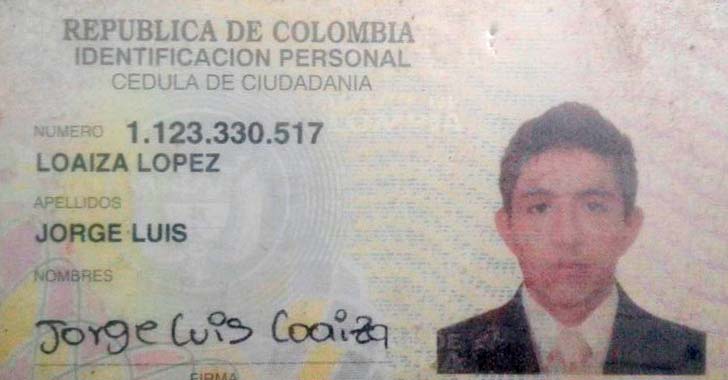 REPUBLICA DE COLOMBIA
IDENTIFICACION PERSONAL
CEDULA DE CIUDADANIA
NUMERO 1.123.330.517
LOAIZA LOPEZ
APELLIDOS
JORGE LUIS
NOMBRES
Jorge Luis Loaiza
FIRMA